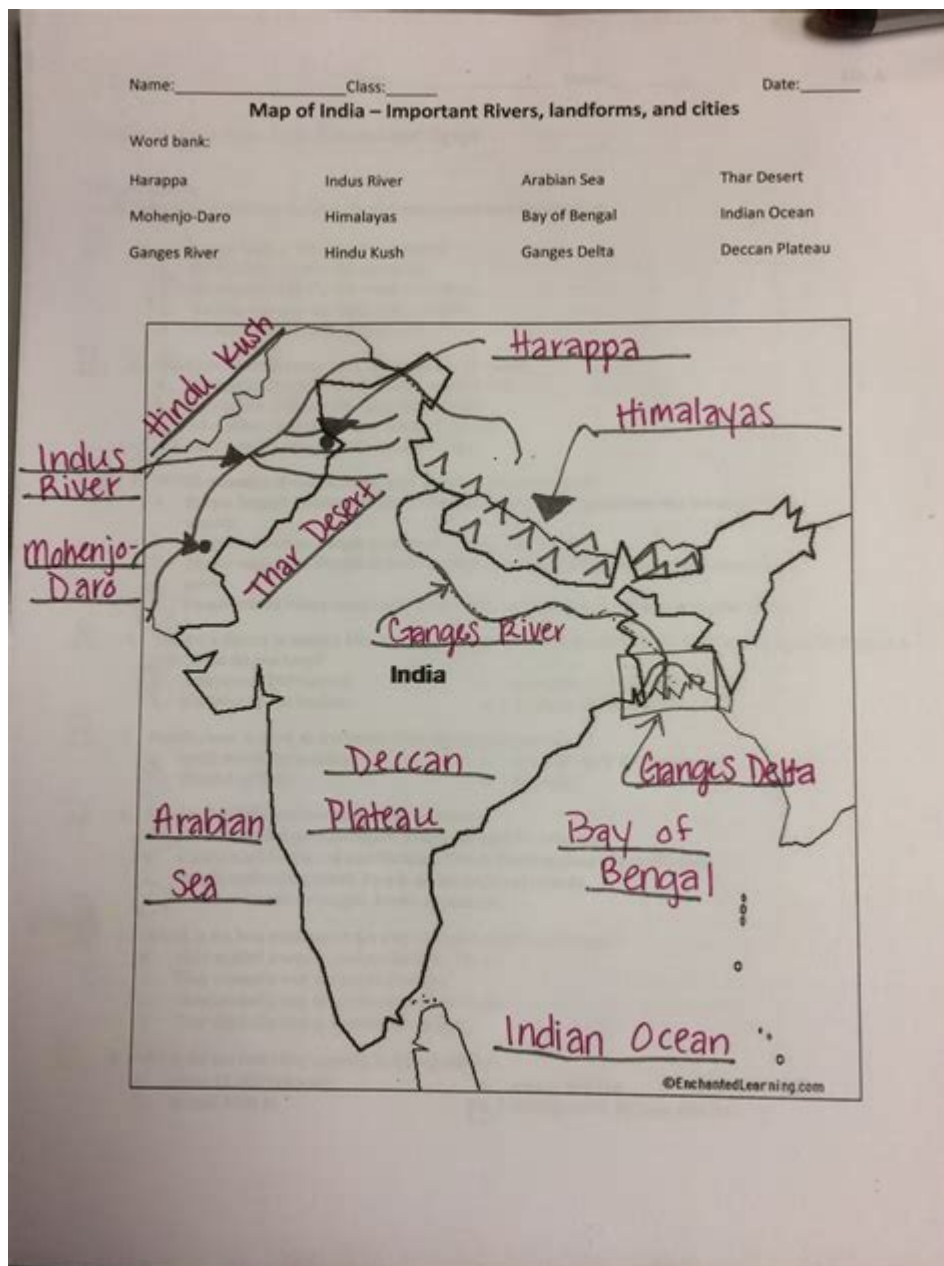 Name:____________________Class:______ Date:_______
Map of India – Important Rivers, landforms, and cities
Word bank:
Harappa Indus River Arabian Sea Thar Desert
Mohenjo-Daro Himalayas Bay of Bengal Indian Ocean
Ganges River Hindu Kush Ganges Delta Deccan Plateau
Hindu Kush
Harappa
Himalayas
Indus
River
Thar Desert
Mohenjo-
Daro
Ganges River
India
Deccan
Plateau
Ganges Delta
Arabian
Sea
Bay of
Bengal
Indian Ocean
©EnchantedLearning.com